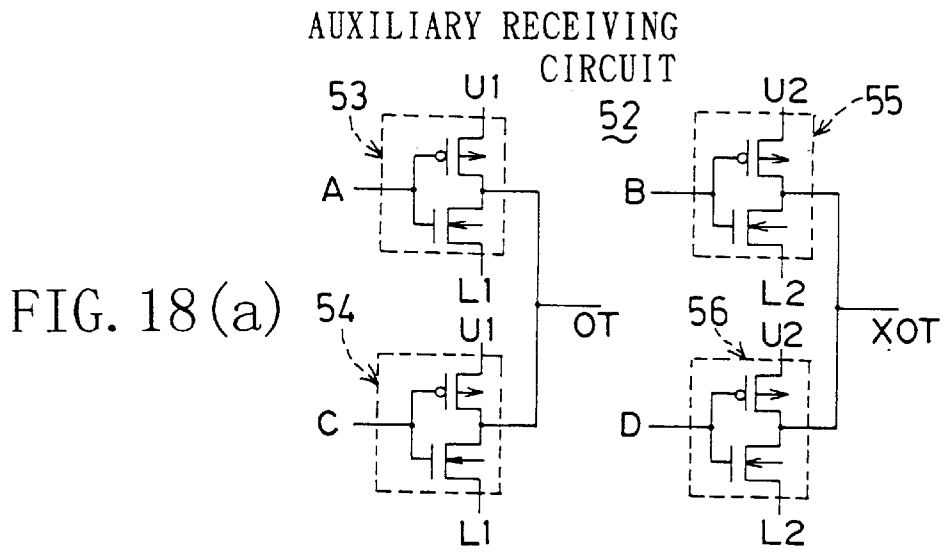 AUXILIARY RECEIVING
CIRCUIT
53
U1
52
U2
55
A
B
L1
L2
FIG. 18(a)
54
U1
OT
56
U2
XOT
C
D
L1
L2